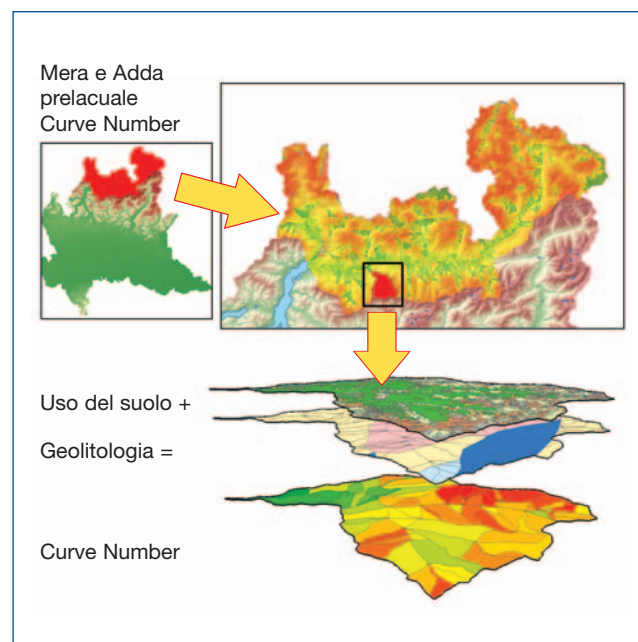 Mera e Adda
prelacuale
Curve Number
Uso del suolo +
Geolitologia =
Curve Number